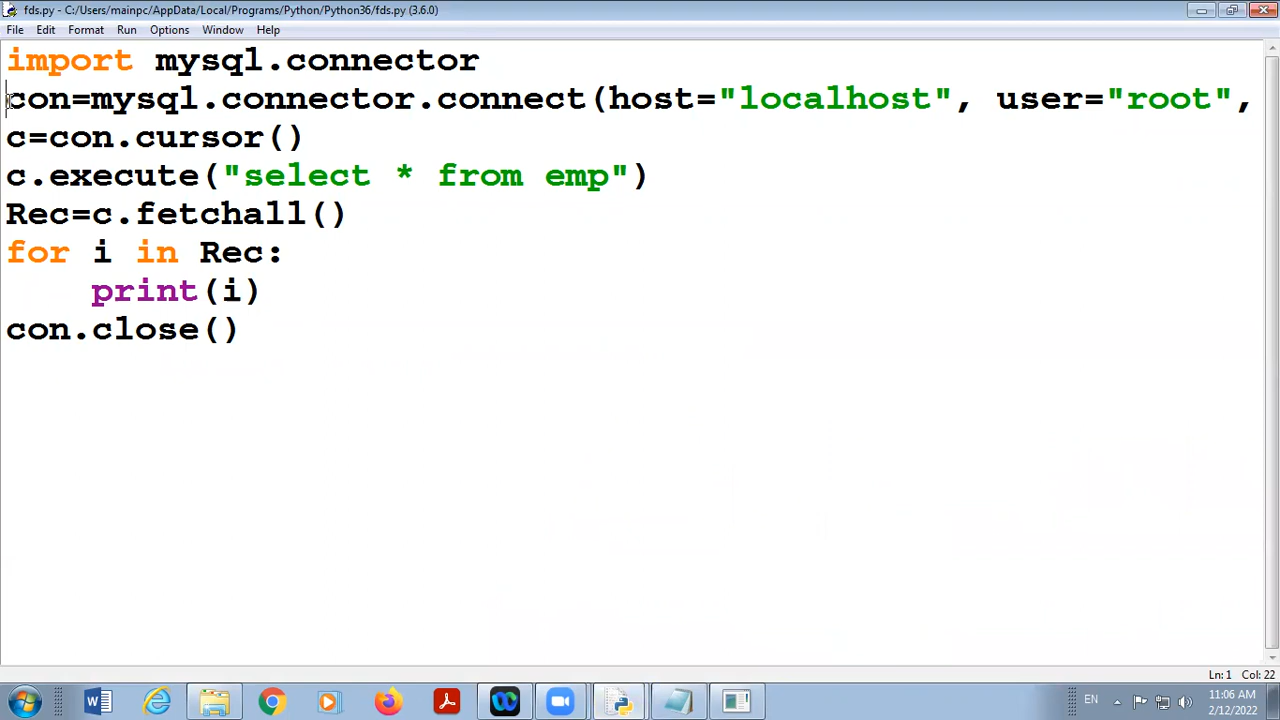 fds.py - C:/Users/mainpc/AppData/Local/Programs/Python/Python36/fds.py (3.6.0)
File Edit Format Run Options Window Help
import mysql.connector
con=mysql.connector.connect(host="localhost", user="root",
c=con.cursor()
c.execute("select * from emp")
Rec=c.fetchall()
for i in Rec:
    print(i)
con.close()
Ln: 1 Col: 22
EN
11:06 AM
2/12/2022